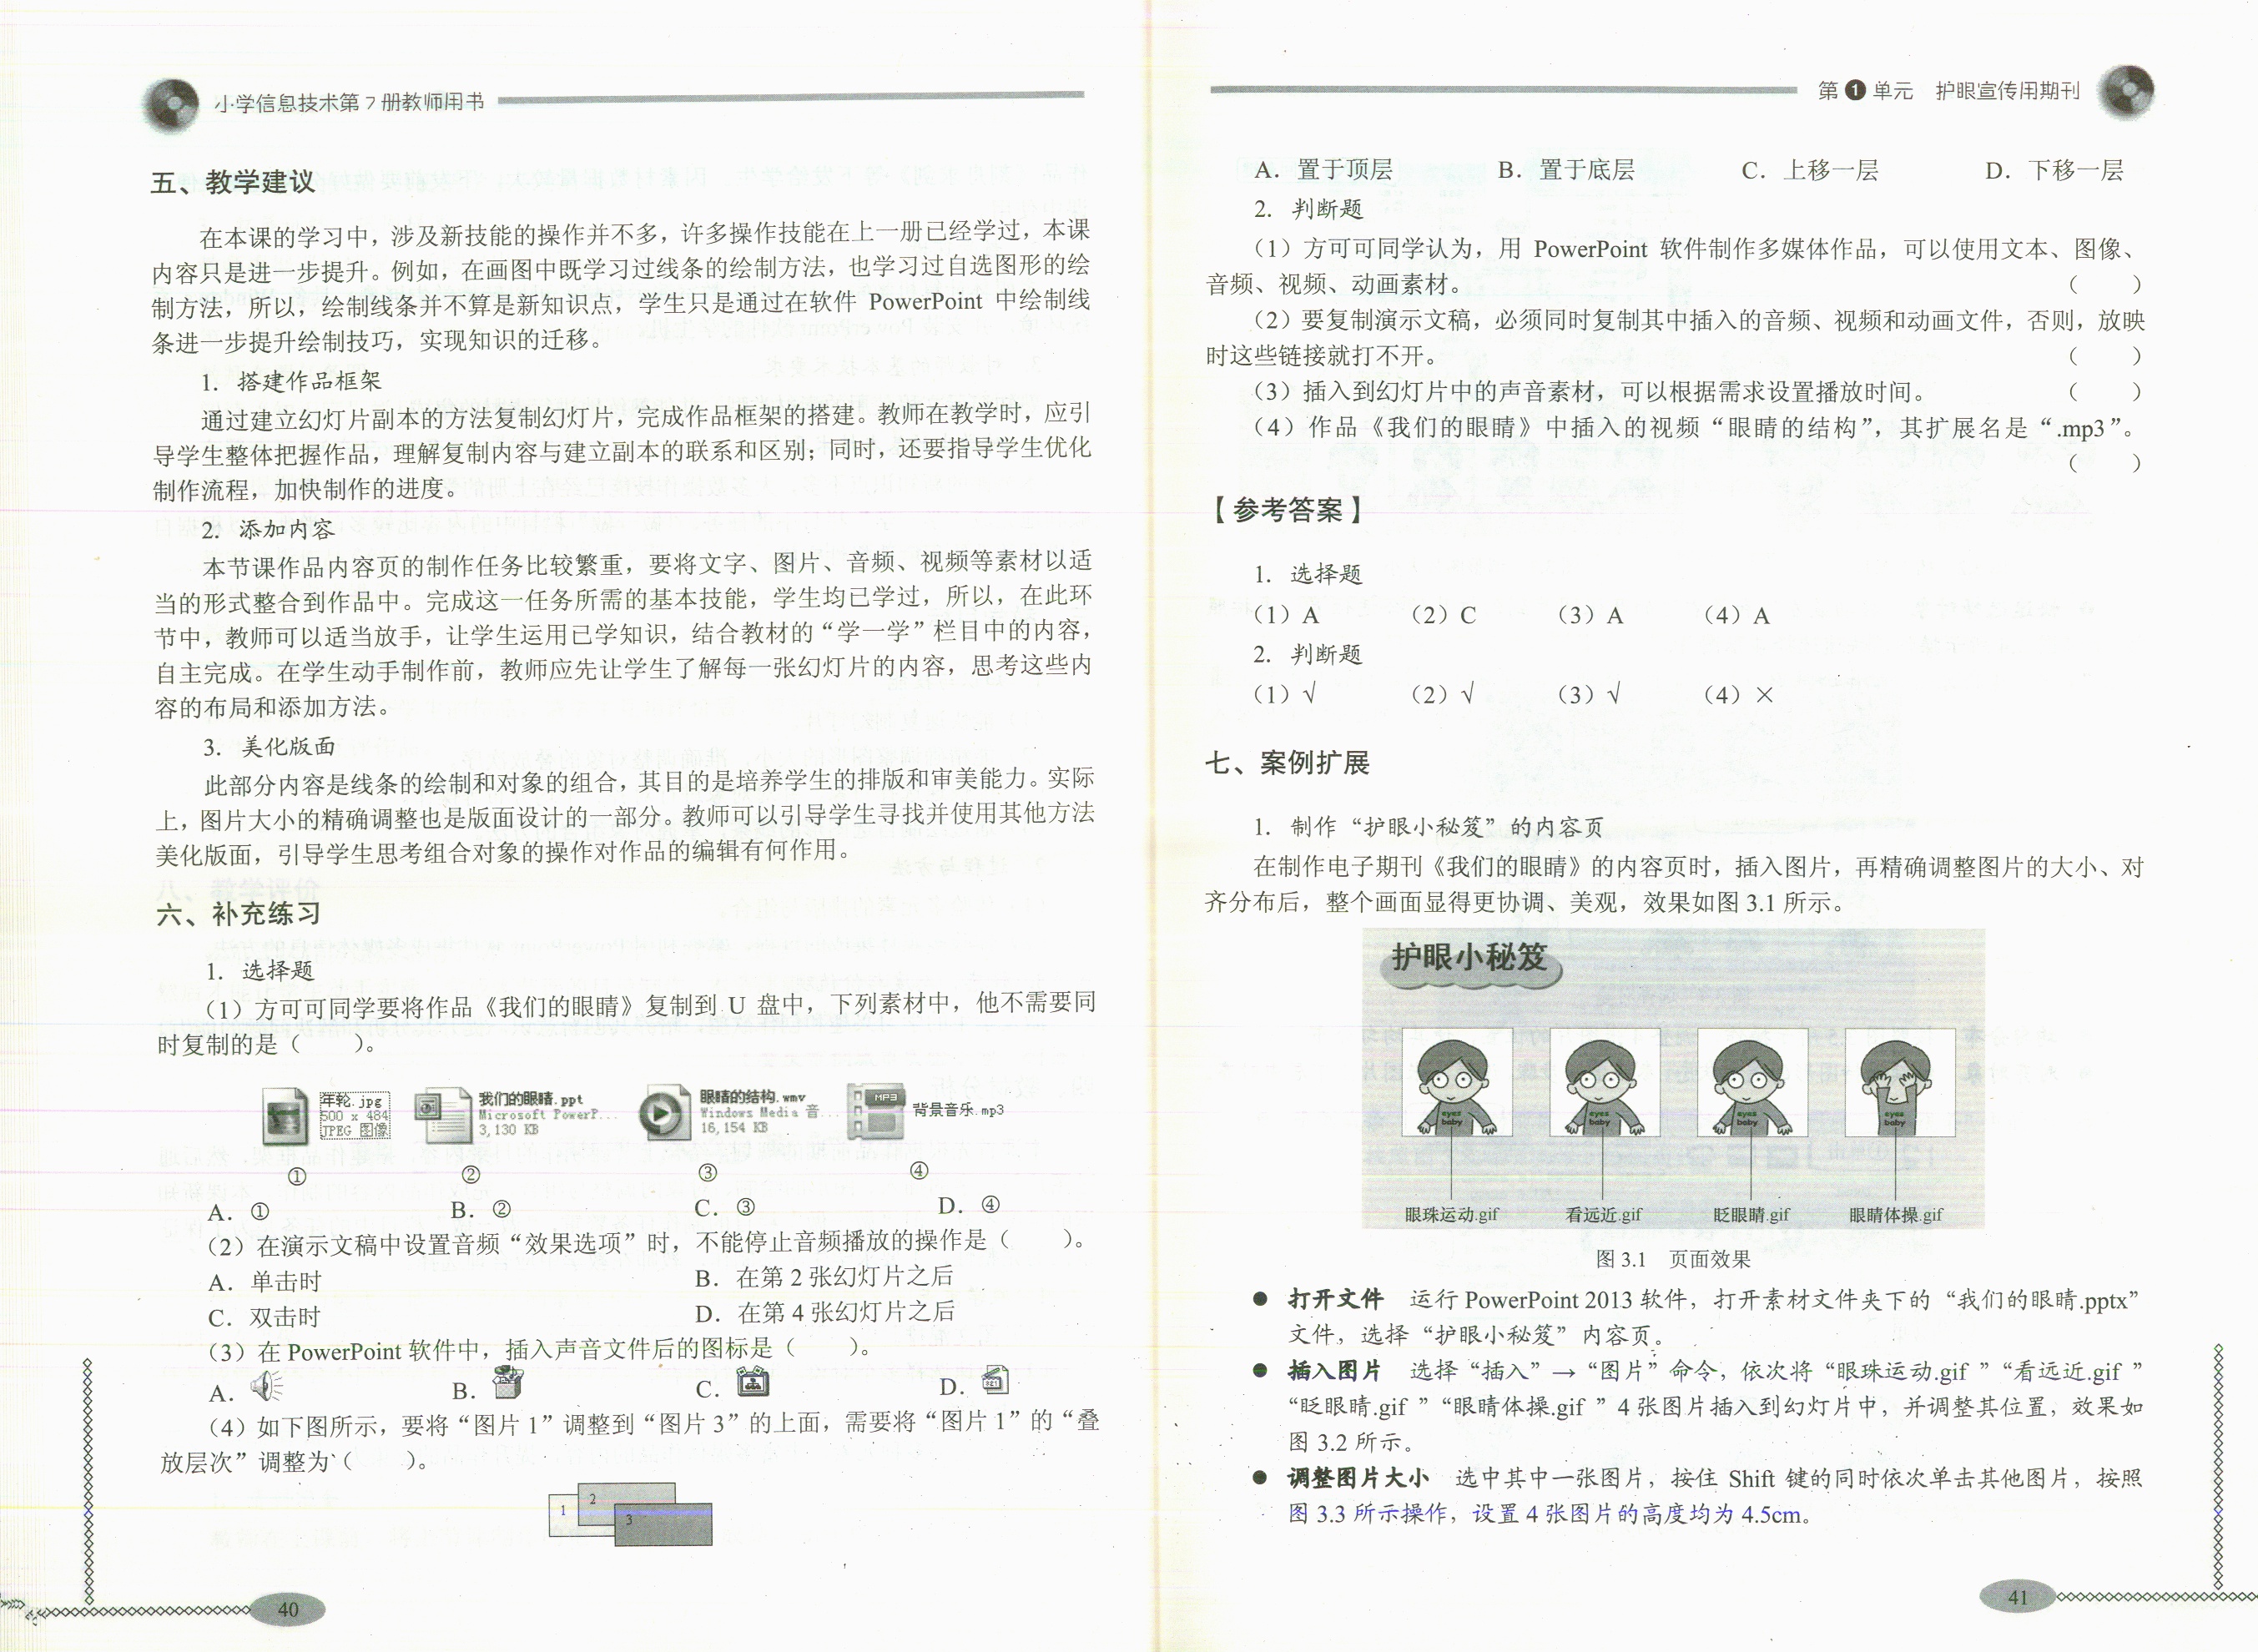 小学信息技术第7册教师用书
五、教学建议
在本课的学习中，涉及新技能的操作并不多，许多操作技能在上一册已经学过，本课
内容只是进一步提升。例如，在画图中既学习过线条的绘制方法，也学习过自选图形的绘
制方法，所以，绘制线条并不算是新知识点，学生只是通过在软件 PowerPoint 中绘制线
条进一步提升绘制技巧，实现知识的迁移。
1. 搭建作品框架
通过建立幻灯片副本的方法复制幻灯片，完成作品框架的搭建。教师在教学时，应引
导学生整体把握作品，理解复制内容与建立副本的联系和区别；同时，还要指导学生优化
制作流程，加快制作的进度。
2. 添加内容
本节课作品内容页的制作任务比较繁重，要将文字、图片、音频、视频等素材以适
当的形式整合到作品中。完成这一任务所需的基本技能，学生均已学过，所以，在此环
节中，教师可以适当放手，让学生运用已学知识，结合教材的“学一学”栏目中的内容，
自主完成。在学生动手制作前，教师应先让学生了解每一张幻灯片的内容，思考这些内
容的布局和添加方法。
3. 美化版面
此部分内容是线条的绘制和对象的组合，其目的是培养学生的排版和审美能力。实际
上，图片大小的精确调整也是版面设计的一部分。教师可以引导学生寻找并使用其他方法
美化版面，引导学生思考组合对象的操作对作品的编辑有何作用。
六、补充练习
1. 选择题
（1）方可可同学要将作品《我们的眼睛》复制到 U 盘中，下列素材中，他不需要同
时复制的是（　　）。
年轮.jpg
500 x 484
JPEG 图像
我们的眼睛.ppt
Microsoft PowerP...
3,130 KB
眼睛的结构.wmv
Windows Media 音...
16,154 KB
MP3
背景音乐.mp3
①　②　③　④
A. ①　B. ②　C. ③　D. ④
（2）在演示文稿中设置音频“效果选项”时，不能停止音频播放的操作是（　　）。
A. 单击时　B. 在第 2 张幻灯片之后
C. 双击时　D. 在第 4 张幻灯片之后
（3）在 PowerPoint 软件中，插入声音文件后的图标是（　　）。
A.　B.　C.　D.
（4）如下图所示，要将“图片 1”调整到“图片 3”的上面，需要将“图片 1”的“叠
放层次”调整为（　　）。
1　2　3
40
第1单元　护眼宣传用期刊
A. 置于顶层　B. 置于底层　C. 上移一层　D. 下移一层
2. 判断题
（1）方可可同学认为，用 PowerPoint 软件制作多媒体作品，可以使用文本、图像、
音频、视频、动画素材。（　　）
（2）要复制演示文稿，必须同时复制其中插入的音频、视频和动画文件，否则，放映
时这些链接就打不开。（　　）
（3）插入到幻灯片中的声音素材，可以根据需求设置播放时间。（　　）
（4）作品《我们的眼睛》中插入的视频“眼睛的结构”，其扩展名是“.mp3”。
（　　）
【参考答案】
1. 选择题
（1）A　（2）C　（3）A　（4）A
2. 判断题
（1）√　（2）√　（3）√　（4）×
七、案例扩展
1. 制作“护眼小秘笈”的内容页
在制作电子期刊《我们的眼睛》的内容页时，插入图片，再精确调整图片的大小、对
齐分布后，整个画面显得更协调、美观，效果如图 3.1 所示。
护眼小秘笈
eyes baby　eyes baby　eyes baby　eyes baby
眼珠运动.gif　看远近.gif　眨眼睛.gif　眼睛体操.gif
图 3.1　页面效果
● 打开文件　运行 PowerPoint 2013 软件，打开素材文件夹下的“我们的眼睛.pptx”
文件，选择“护眼小秘笈”内容页。
● 插入图片　选择“插入”→“图片”命令，依次将“眼珠运动.gif ”“看远近.gif ”
“眨眼睛.gif ”“眼睛体操.gif ”4 张图片插入到幻灯片中，并调整其位置，效果如
图 3.2 所示。
● 调整图片大小　选中其中一张图片，按住 Shift 键的同时依次单击其他图片，按照
图 3.3 所示操作，设置 4 张图片的高度均为 4.5cm。
41